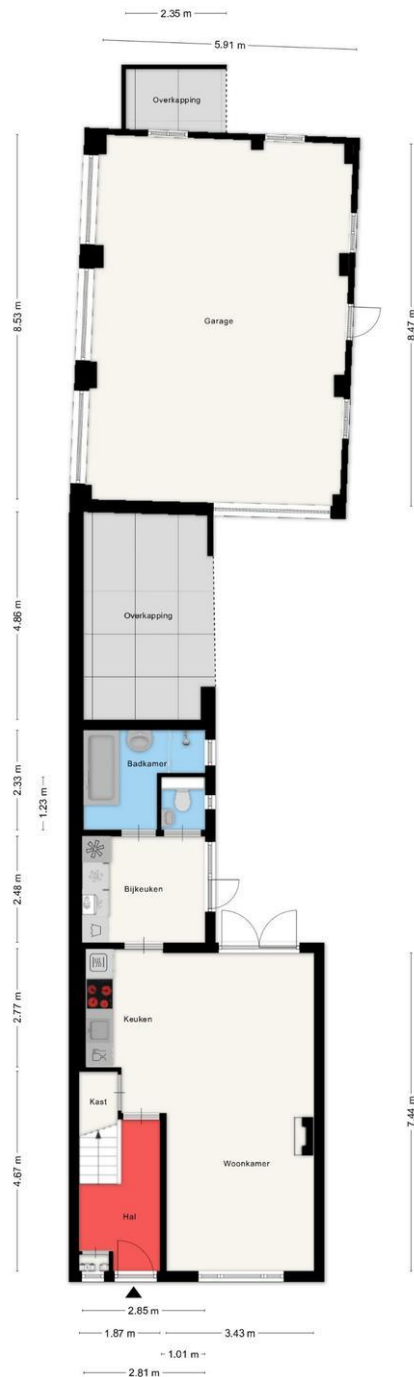 2.35 m
5.91 m
Overkapping
8.53 m
8.47 m
Garage
4.86 m
Overkapping
2.33 m
1.23 m
Badkamer
2.48 m
Bijkeuken
2.77 m
Keuken
7.44 m
Kast
4.67 m
Woonkamer
Hal
2.85 m
1.87 m
3.43 m
1.01 m
2.81 m